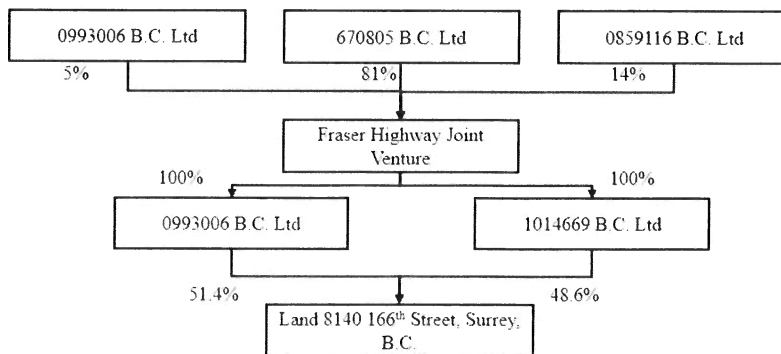 0993006 B.C. Ltd
670805 B.C. Ltd
0859116 B.C. Ltd
5%
81%
14%
Fraser Highway Joint
Venture
100%
100%
0993006 B.C. Ltd
1014669 B.C. Ltd
51.4%
48.6%
Land 8140 166th Street, Surrey,
B.C.